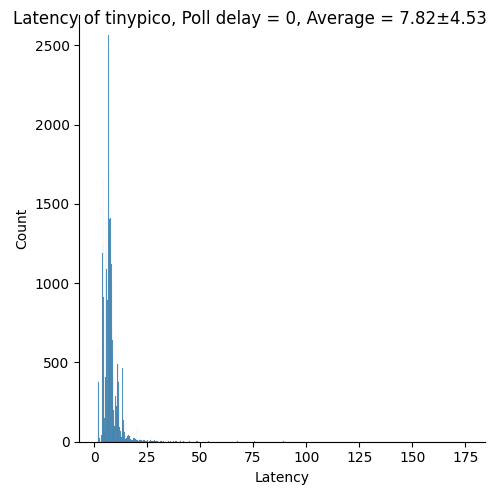 Latency of tinypico, Poll delay = 0, Average = 7.82±4.53
2500
2000
1500
1000
500
0
Count
0 25 50 75 100 125 150 175
Latency